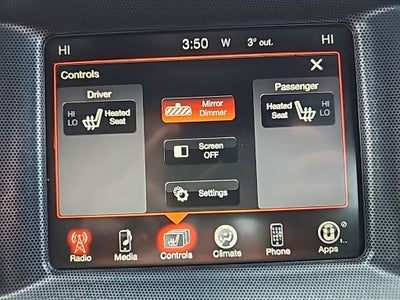 HI 3:50 W 3° out. HI
Controls
Driver
HI
LO
Heated
Seat
Mirror
Dimmer
Screen
OFF
Settings
Passenger
Heated
Seat
HI
LO
Radio
Media
Controls
Climate
Phone
Apps